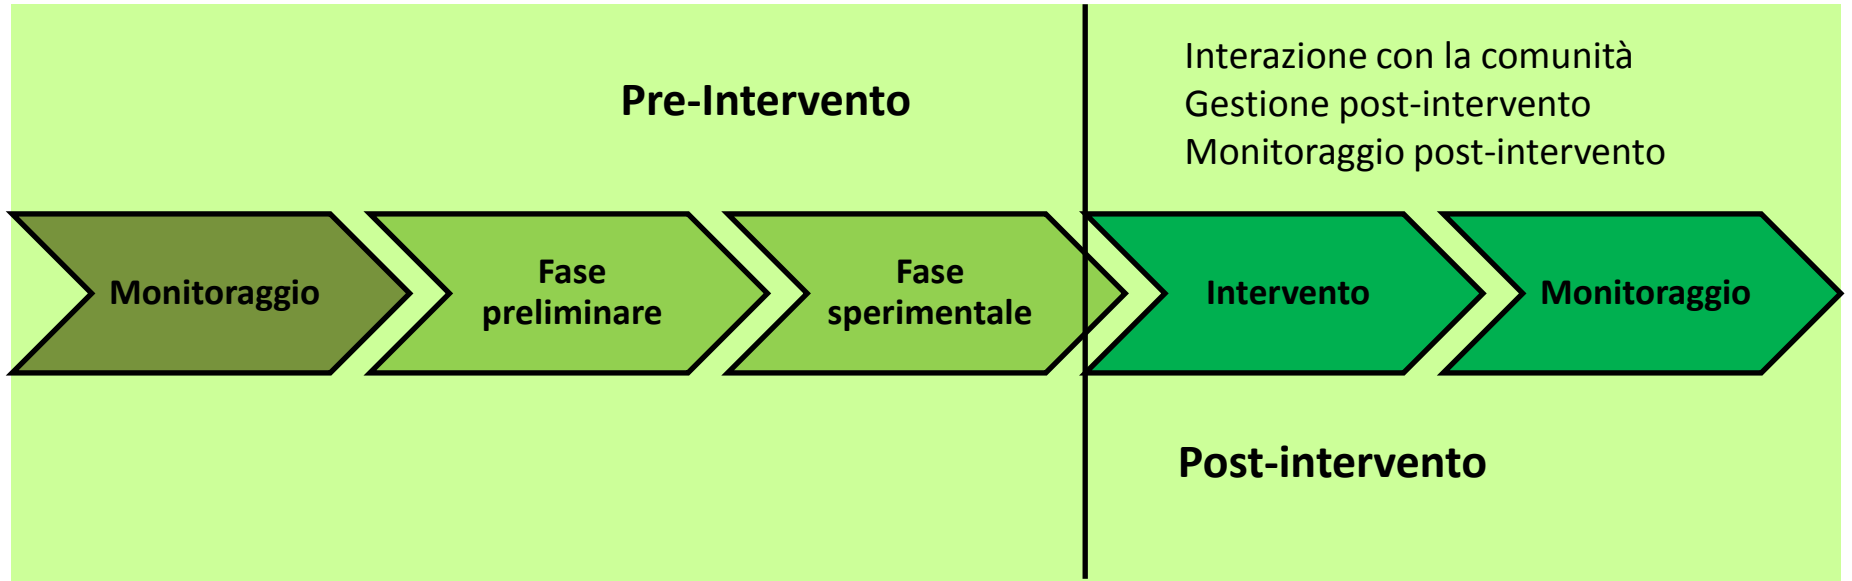 Pre-Intervento
Interazione con la comunità
Gestione post-intervento
Monitoraggio post-intervento
Monitoraggio
Fase
preliminare
Fase
sperimentale
Intervento
Monitoraggio
Post-intervento